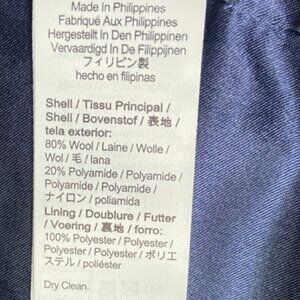 Made In Philippines
Fabriqué Aux Philippines
Hergestellt In Den Philippinen
Vervaardigd In De Filippijnen
フィリピン製
hecho en filipinas
Shell / Tissu Principal /
Shell / Bovenstof / 表地 /
tela exterior:
80% Wool / Laine / Wolle /
Wol / 毛 / lana
20% Polyamide / Polyamide /
Polyamide / Polyamide /
ナイロン / poliamida
Lining / Doublure / Futter
/ Voering / 裏地 / forro:
100% Polyester / Polyester /
Polyester / Polyester / ポリエ
ステル / poliéster
Dry Clean.